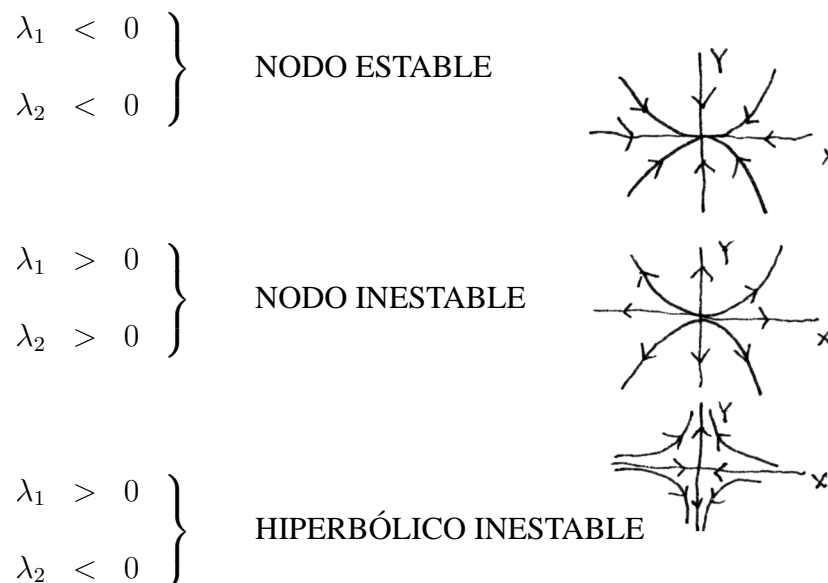 λ₁ < 0
λ₂ < 0
NODO ESTABLE
Y
X
λ₁ > 0
λ₂ > 0
NODO INESTABLE
Y
X
λ₁ > 0
λ₂ < 0
HIPERBÓLICO INESTABLE
Y
X